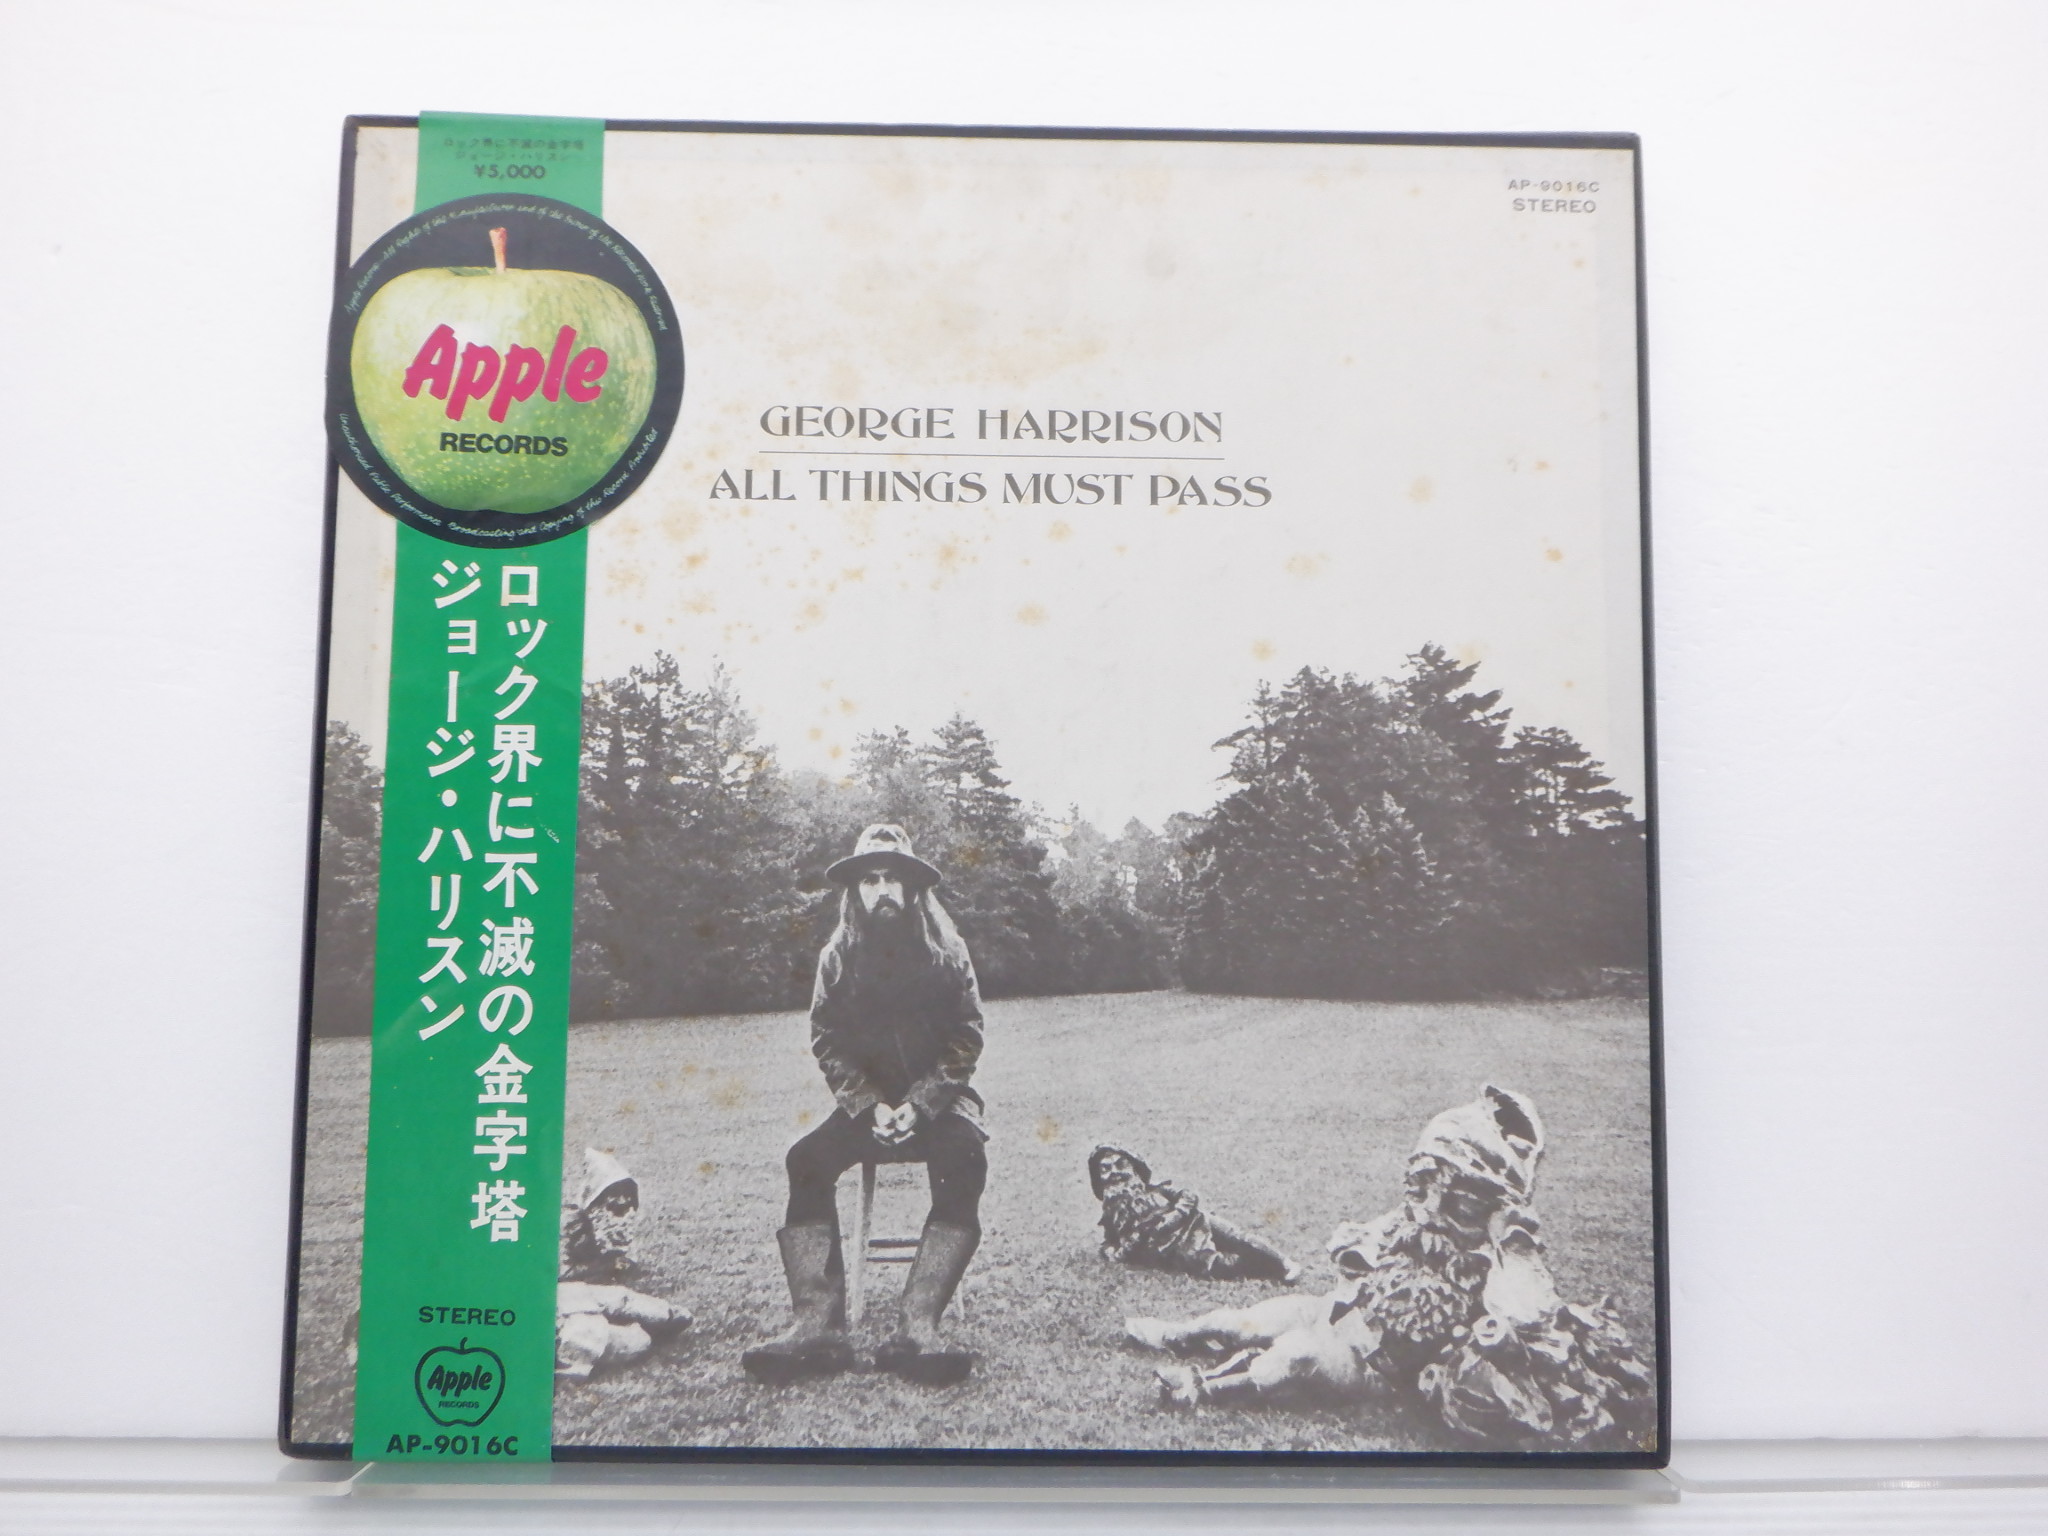 ロック界に不滅の金字塔
ジョージ・ハリスン
¥5,000
Apple
RECORDS
ロック界に不滅の金字塔
ジョージ・ハリスン
STEREO
Apple
RECORDS
AP-9016C
AP-9016C
STEREO
GEORGE HARRISON
ALL THINGS MUST PASS